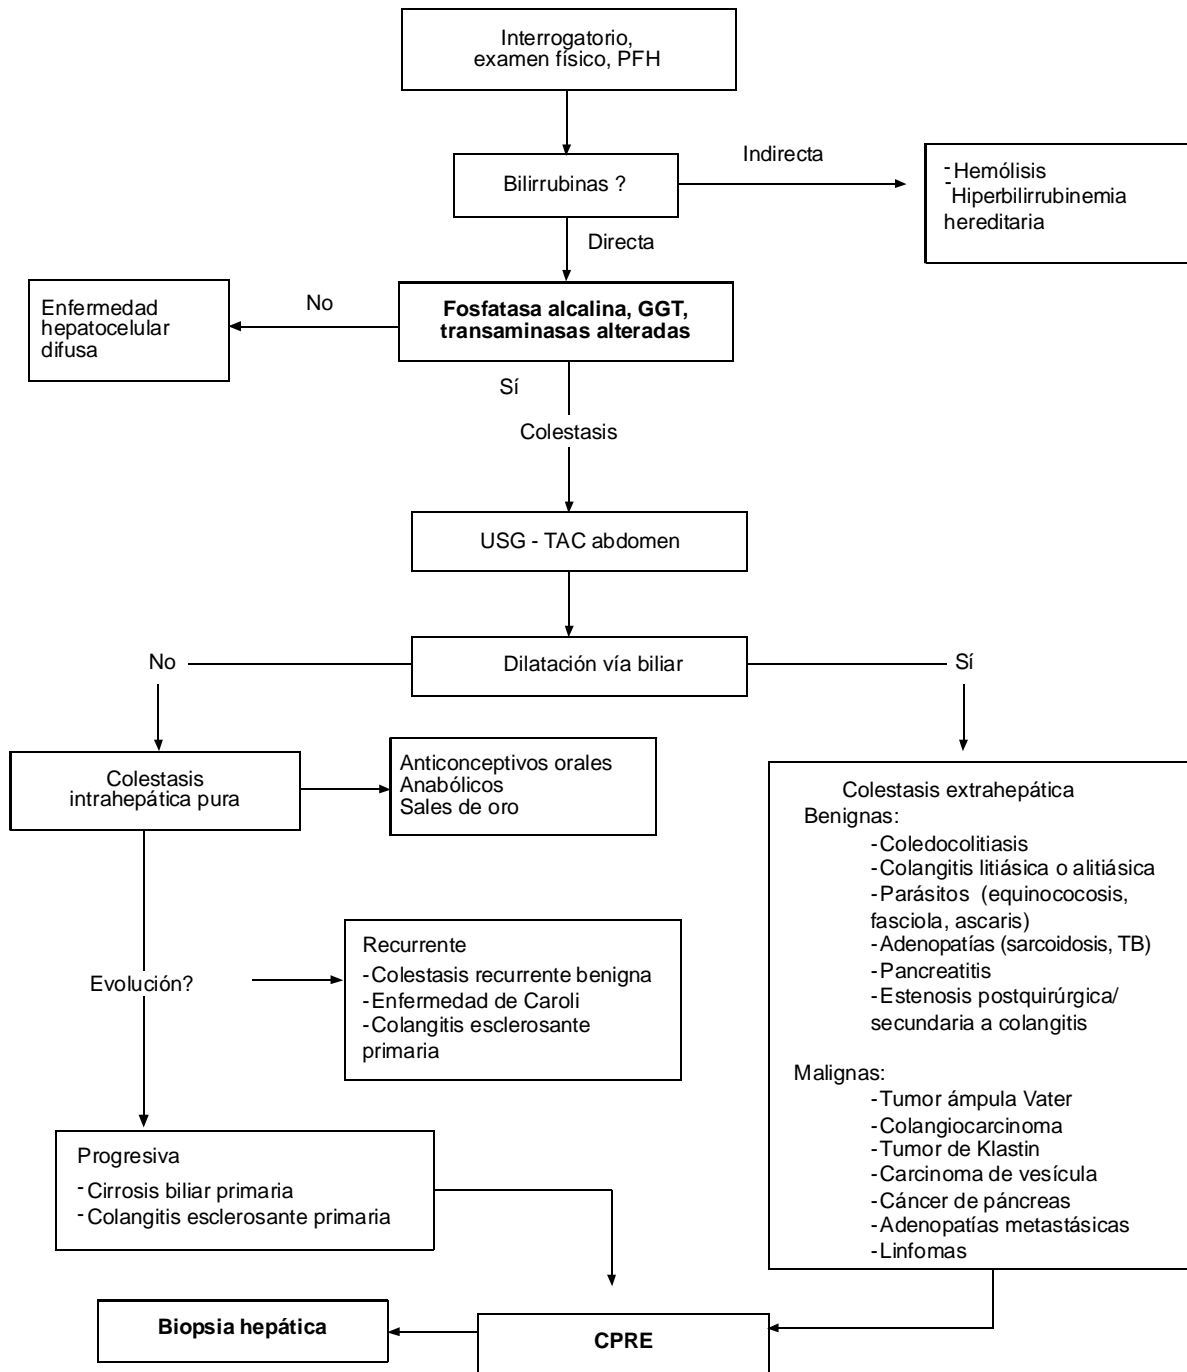 Interrogatorio,
examen físico, PFH
Bilirrubinas ?
Indirecta
- Hemólisis
- Hiperbilirrubinemia
hereditaria
Directa
Fosfatasa alcalina, GGT,
transaminasas alteradas
No
Enfermedad
hepatocelular
difusa
Sí
Colestasis
USG - TAC abdomen
Dilatación vía biliar
No
Sí
Colestasis
intrahepática pura
Anticonceptivos orales
Anabólicos
Sales de oro
Colestasis extrahepática
Benignas:
-Coledocolitiasis
-Colangitis litiásica o alitiásica
-Parásitos (equinococosis,
fasciola, ascaris)
-Adenopatías (sarcoidosis, TB)
-Pancreatitis
-Estenosis postquirúrgica/
secundaria a colangitis
Malignas:
-Tumor ámpula Vater
-Colangiocarcinoma
-Tumor de Klastin
-Carcinoma de vesícula
-Cáncer de páncreas
-Adenopatías metastásicas
-Linfomas
Evolución?
Recurrente
-Colestasis recurrente benigna
-Enfermedad de Caroli
-Colangitis esclerosante
primaria
Progresiva
- Cirrosis biliar primaria
- Colangitis esclerosante primaria
Biopsia hepática
CPRE